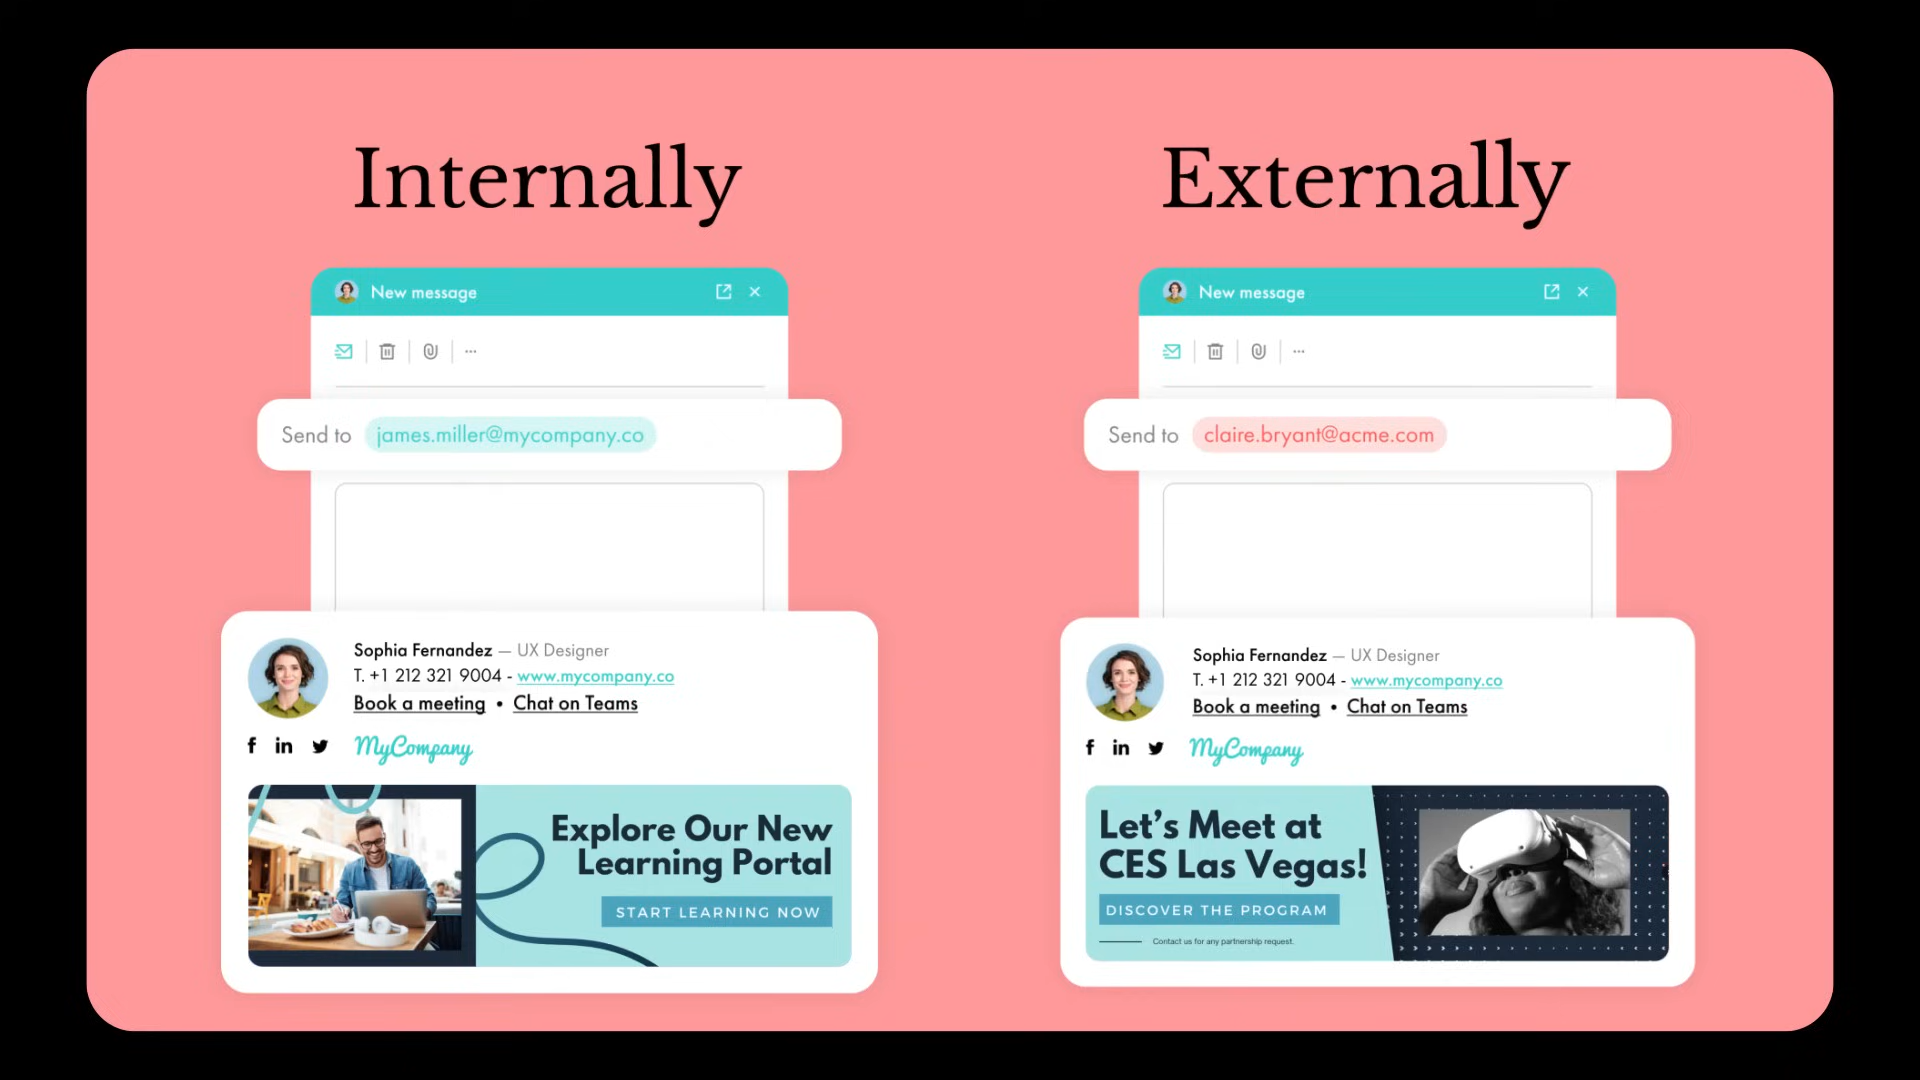 Internally
New message
Send to james.miller@mycompany.co
Sophia Fernandez — UX Designer
T. +1 212 321 9004 - www.mycompany.co
Book a meeting • Chat on Teams
f in MyCompany
Explore Our New
Learning Portal
START LEARNING NOW
Externally
New message
Send to claire.bryant@acme.com
Sophia Fernandez — UX Designer
T. +1 212 321 9004 - www.mycompany.co
Book a meeting • Chat on Teams
f in MyCompany
Let's Meet at
CES Las Vegas!
DISCOVER THE PROGRAM
Contact us for any partnership request.